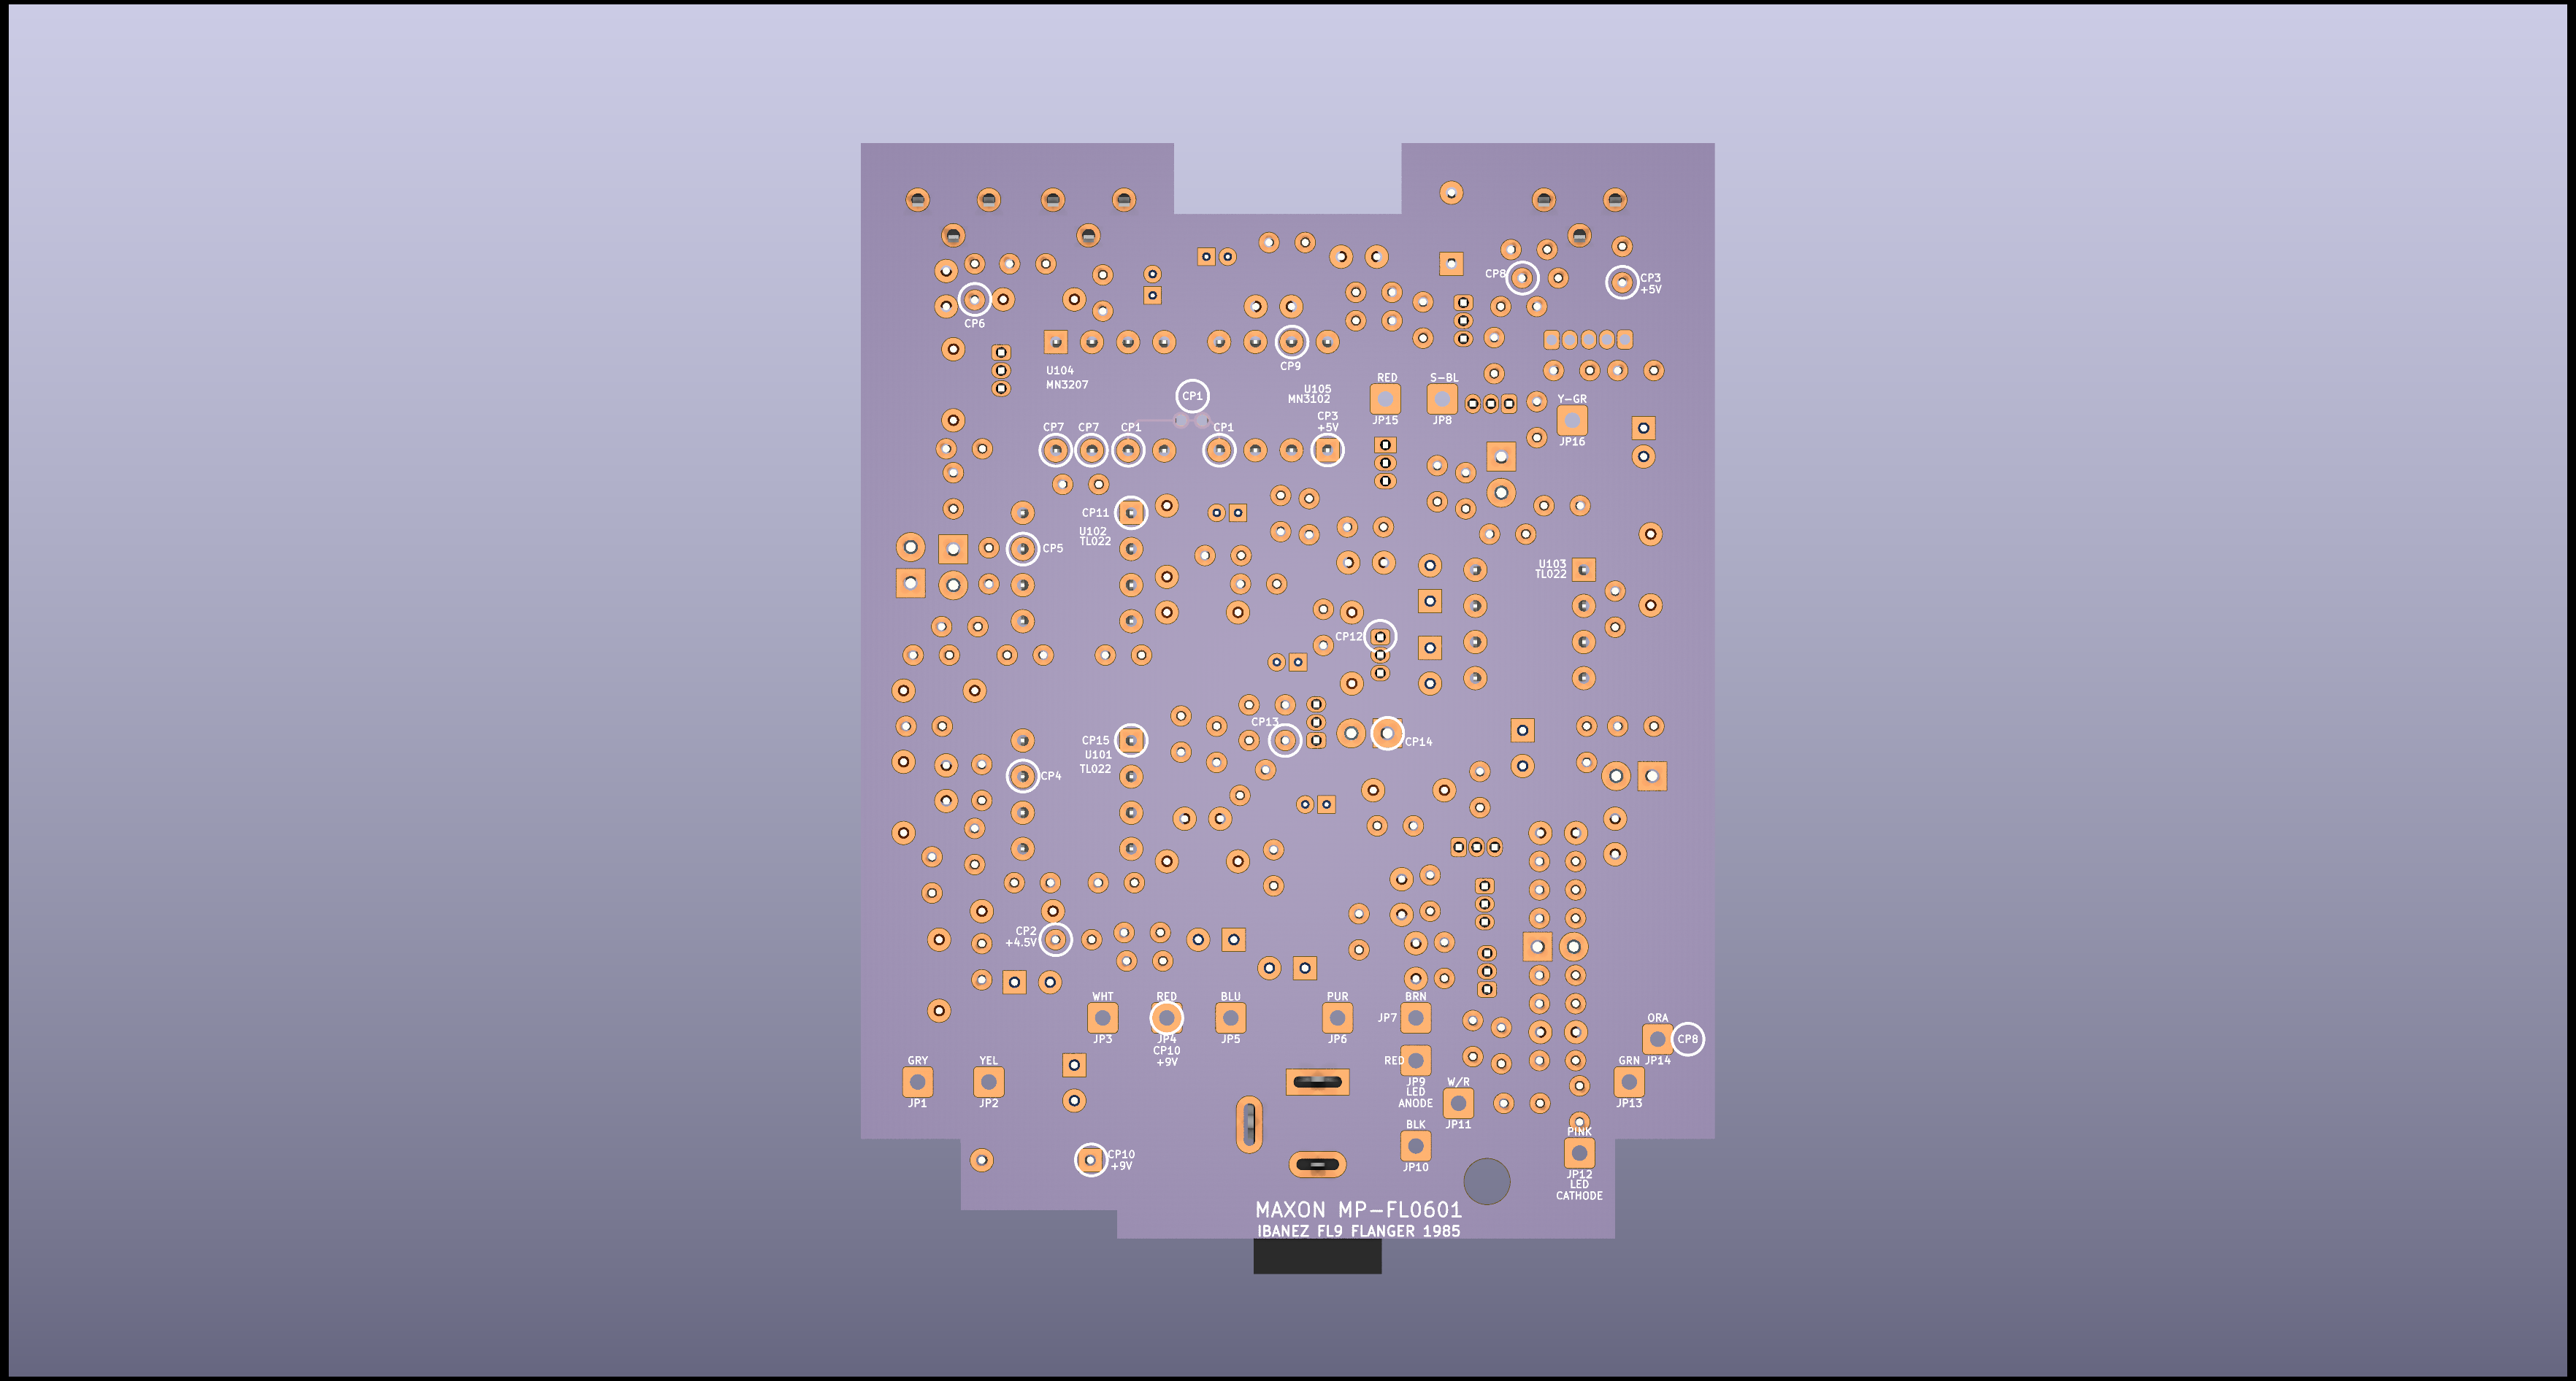 CP8
CP3
+5V
CP6
CP9
U104
MN3207
RED
S-BL
U105
MN3102
CP1
Y-GR
JP15
JP8
CP3
+5V
CP7
CP7
CP1
CP1
JP16
CP11
U102
TL022
CP5
U103
TL022
CP12
CP13
CP15
CP14
U101
TL022
CP4
CP2
+4.5V
WHT
RED
BLU
PUR
BRN
JP7
JP3
JP4
JP5
JP6
CP10
+9V
ORA
CP8
GRY
YEL
RED
GRN
JP14
JP9
LED
ANODE
W/R
JP1
JP2
JP13
JP11
BLK
PINK
CP10
+9V
JP10
JP12
LED
CATHODE
MAXON MP-FL0601
IBANEZ FL9 FLANGER 1985